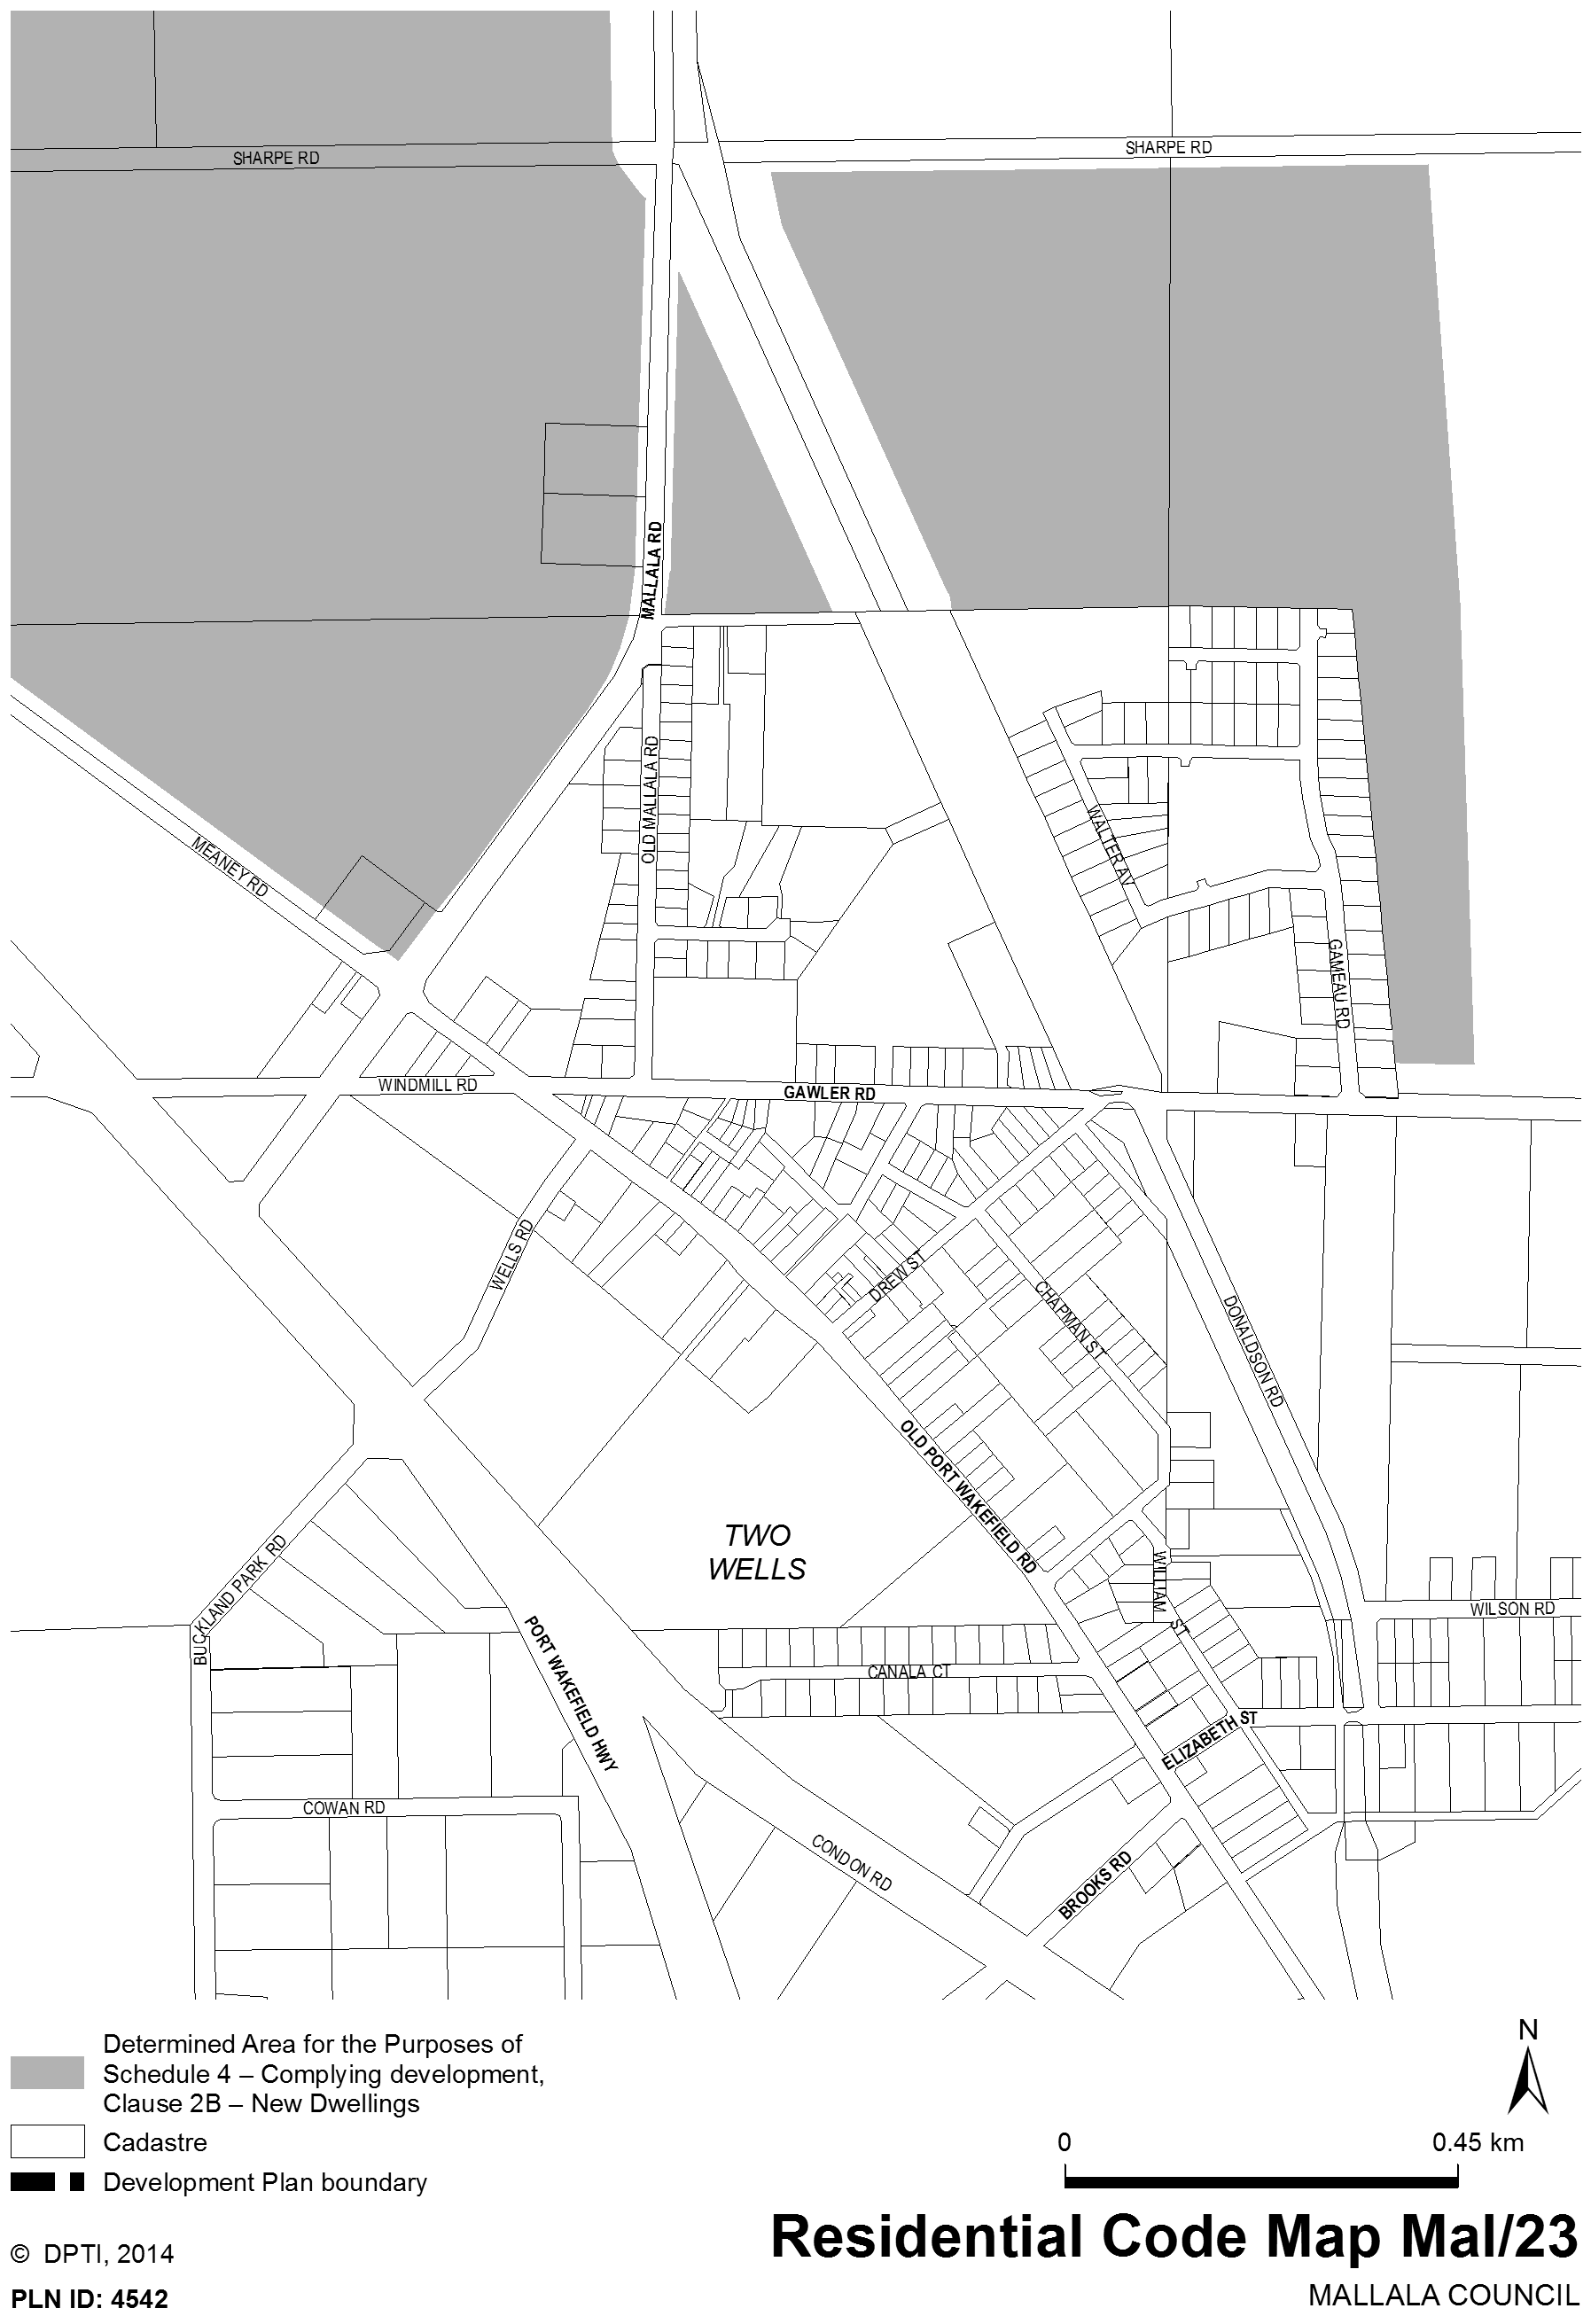 SHARPE RD
SHARPE RD
MALLALA RD
OLD MALLALA RD
MEANEY RD
WALTER AV
GAMEAU RD
WINDMILL RD
GAWLER RD
WELLS RD
DREW ST
CHAPMAN ST
DONALDSON RD
OLD PORT WAKEFIELD RD
TWO
WELLS
BUCKLAND PARK RD
WILLIAM ST
WILSON RD
PORT WAKEFIELD HWY
CANALA CT
ELIZABETH ST
COWAN RD
CONDON RD
BROOKS RD
Determined Area for the Purposes of
Schedule 4 – Complying development,
Clause 2B – New Dwellings
Cadastre
Development Plan boundary
N
0 0.45 km
Residential Code Map Mal/23
© DPTI, 2014
PLN ID: 4542
MALLALA COUNCIL